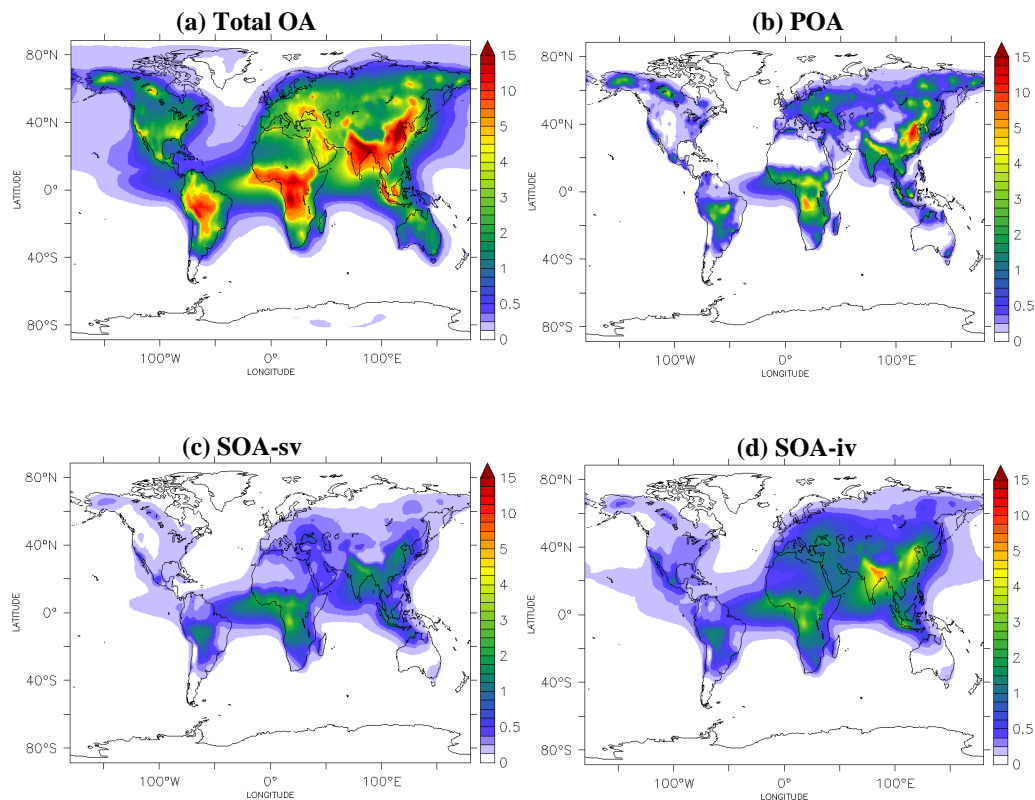 (a) Total OA
80°N
40°N
0°
40°S
80°S
LATITUDE
100°W
0°
100°E
LONGITUDE
15
10
5
4
3
2
1
0.5
0
(b) POA
80°N
40°N
0°
40°S
80°S
LATITUDE
100°W
0°
100°E
LONGITUDE
15
10
5
4
3
2
1
0.5
0
(c) SOA-sv
80°N
40°N
0°
40°S
80°S
LATITUDE
100°W
0°
100°E
LONGITUDE
15
10
5
4
3
2
1
0.5
0
(d) SOA-iv
80°N
40°N
0°
40°S
80°S
LATITUDE
100°W
0°
100°E
LONGITUDE
15
10
5
4
3
2
1
0.5
0